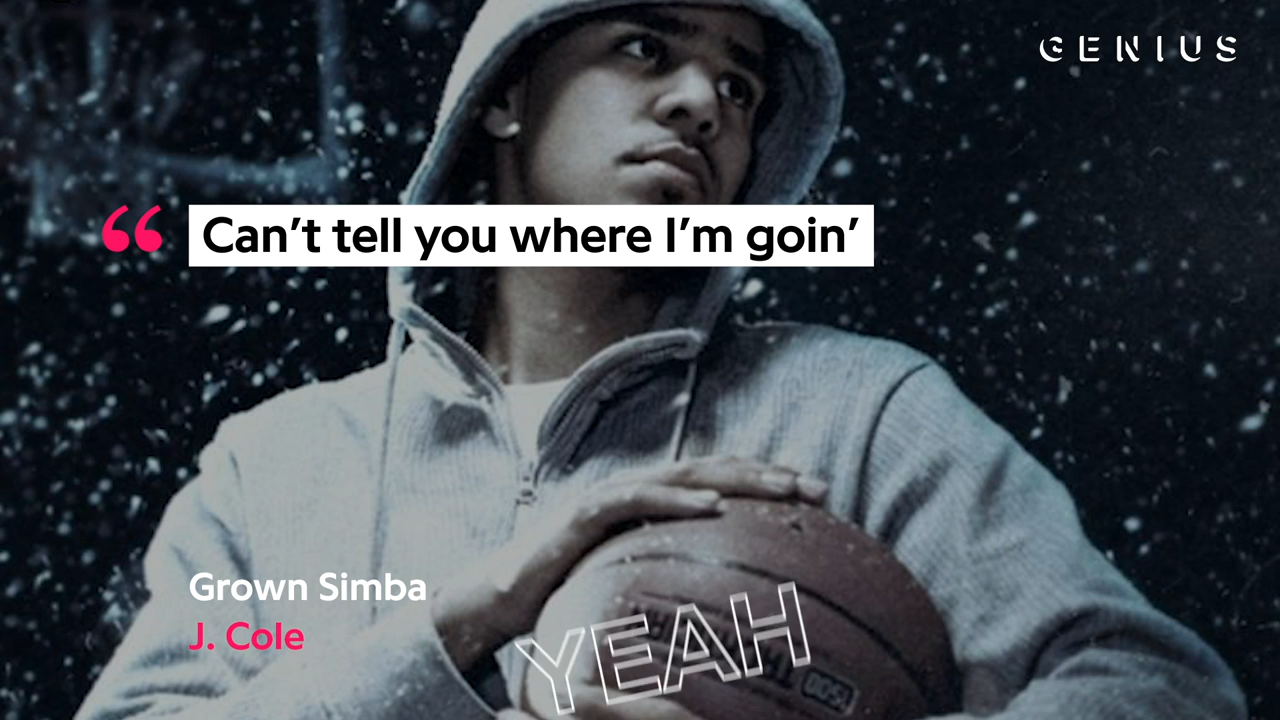 GENIUS
“ Can’t tell you where I’m goin’
Grown Simba
J. Cole
YEAH